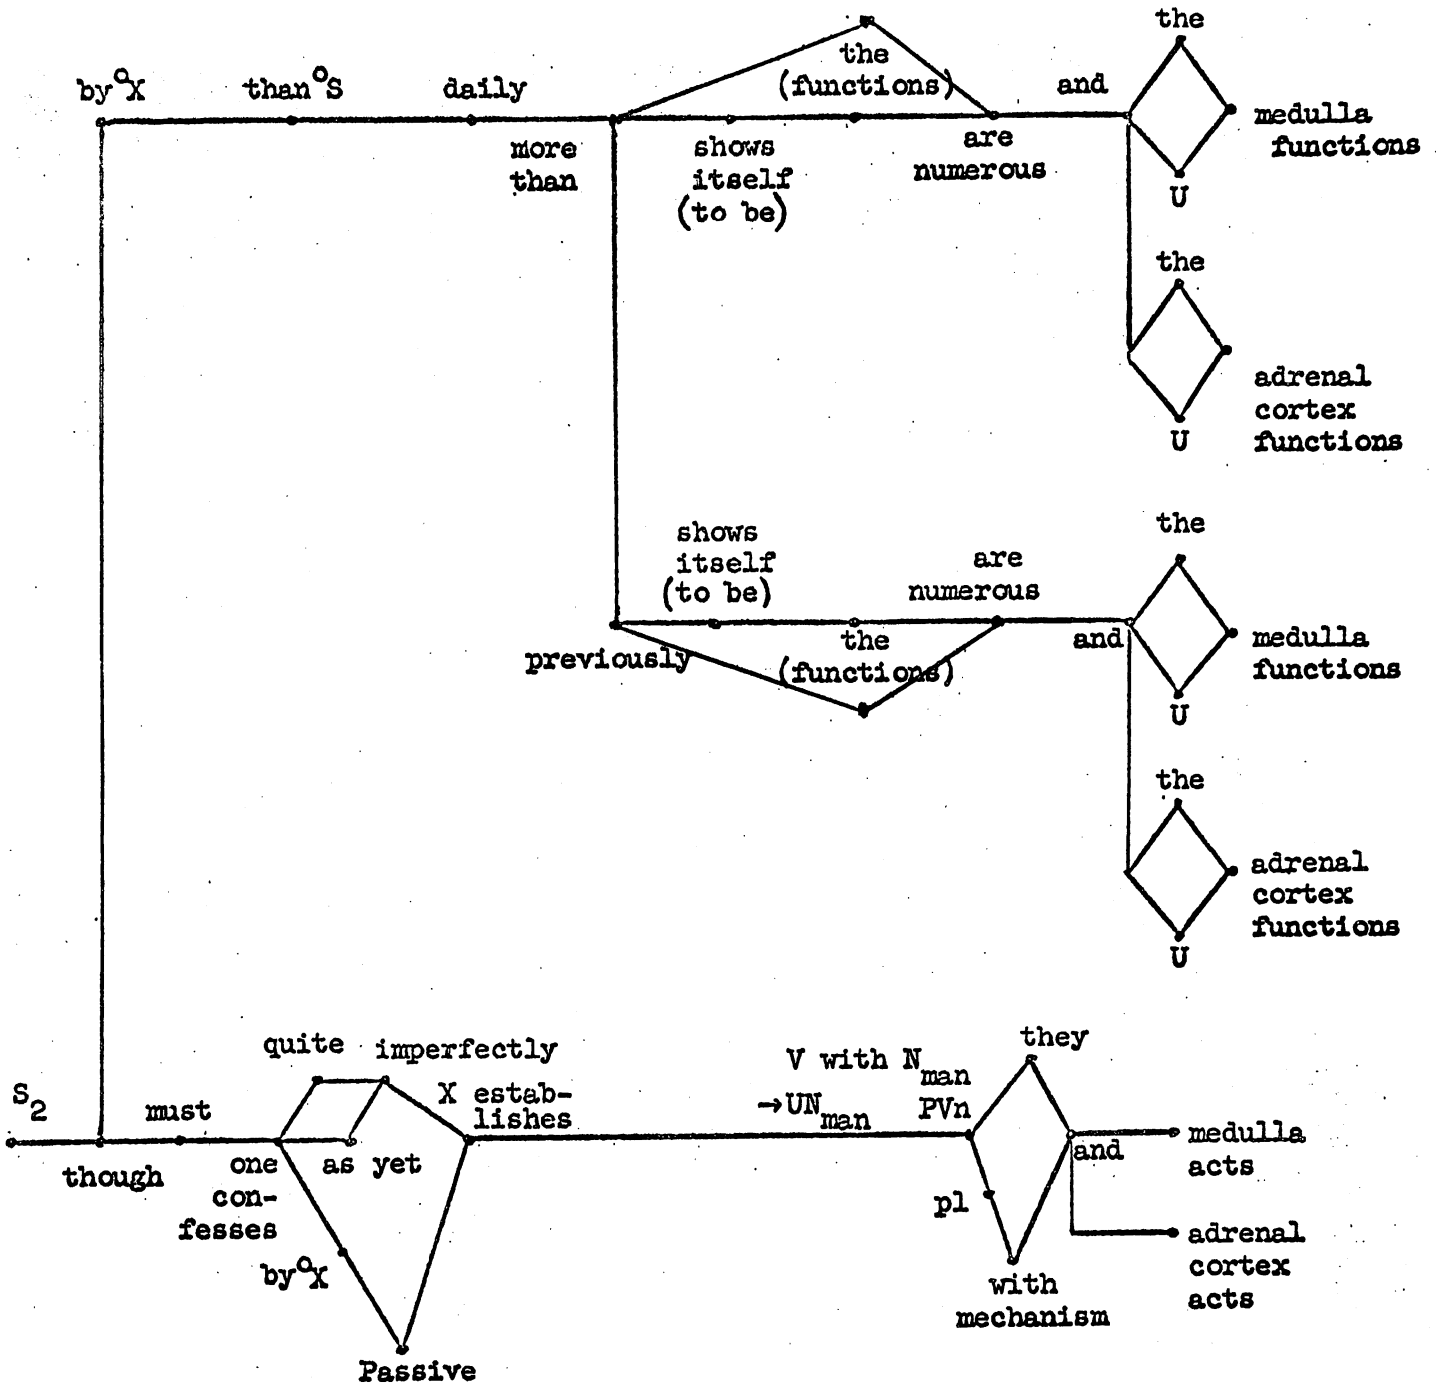 the
the
by°X than°S daily (functions) and
medulla
functions
more shows are
than itself numerous
(to be)
U
the
adrenal
cortex
U functions
the
shows
itself are
(to be) numerous
the and medulla
previously (functions) functions
U
the
adrenal
cortex
functions
U
they
quite imperfectly
V with N man
S2 must X estab-
lishes →UN man PVn
and medulla
though one as yet acts
con-
fesses pl
adrenal
by°X cortex
with acts
mechanism
Passive